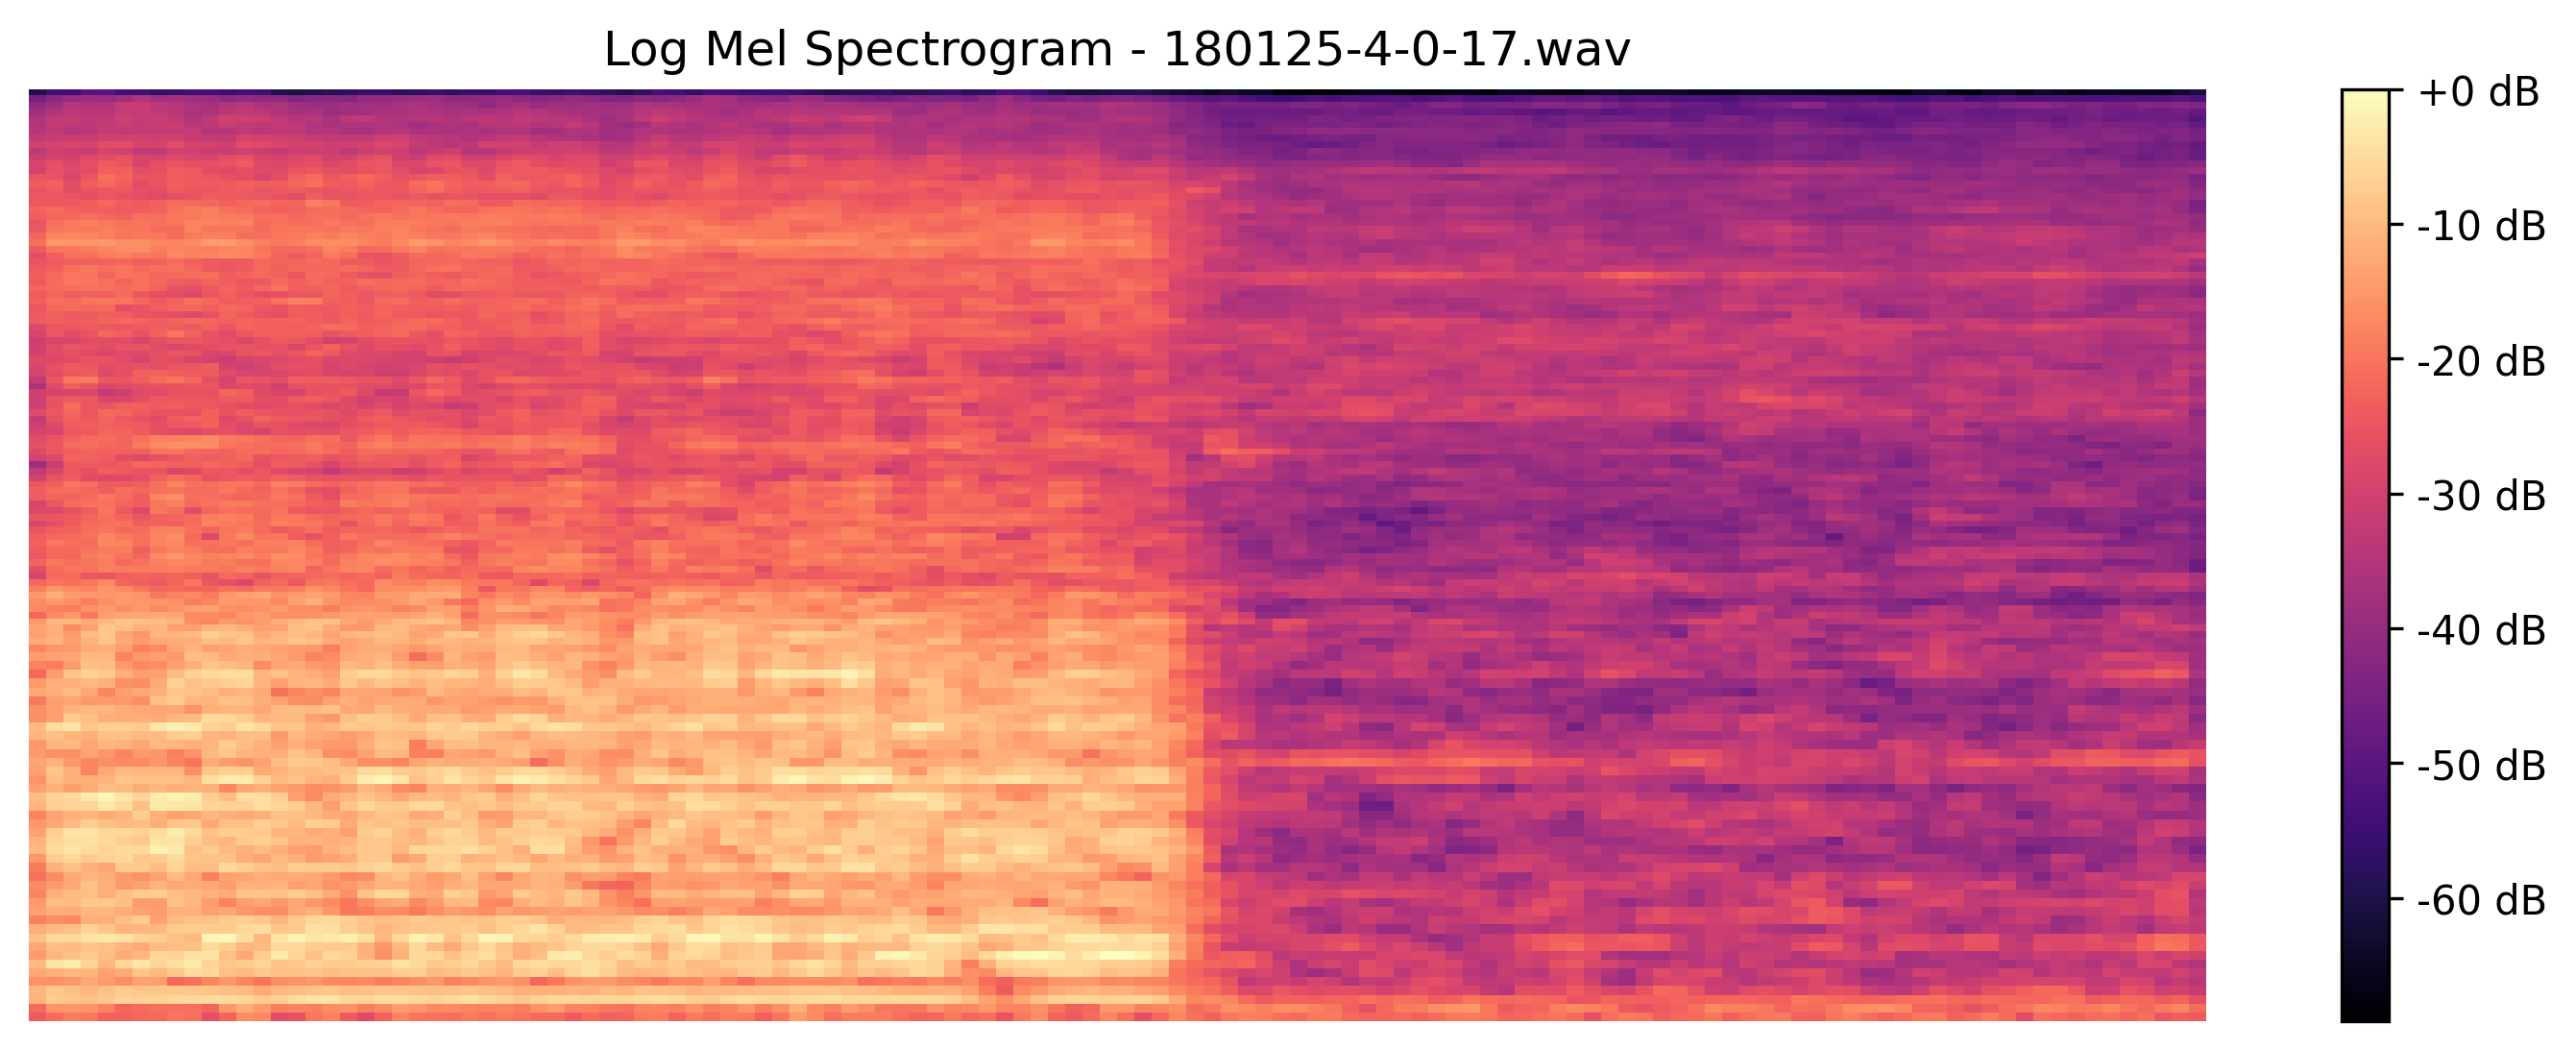 Log Mel Spectrogram - 180125-4-0-17.wav
+0 dB
-10 dB
-20 dB
-30 dB
-40 dB
-50 dB
-60 dB